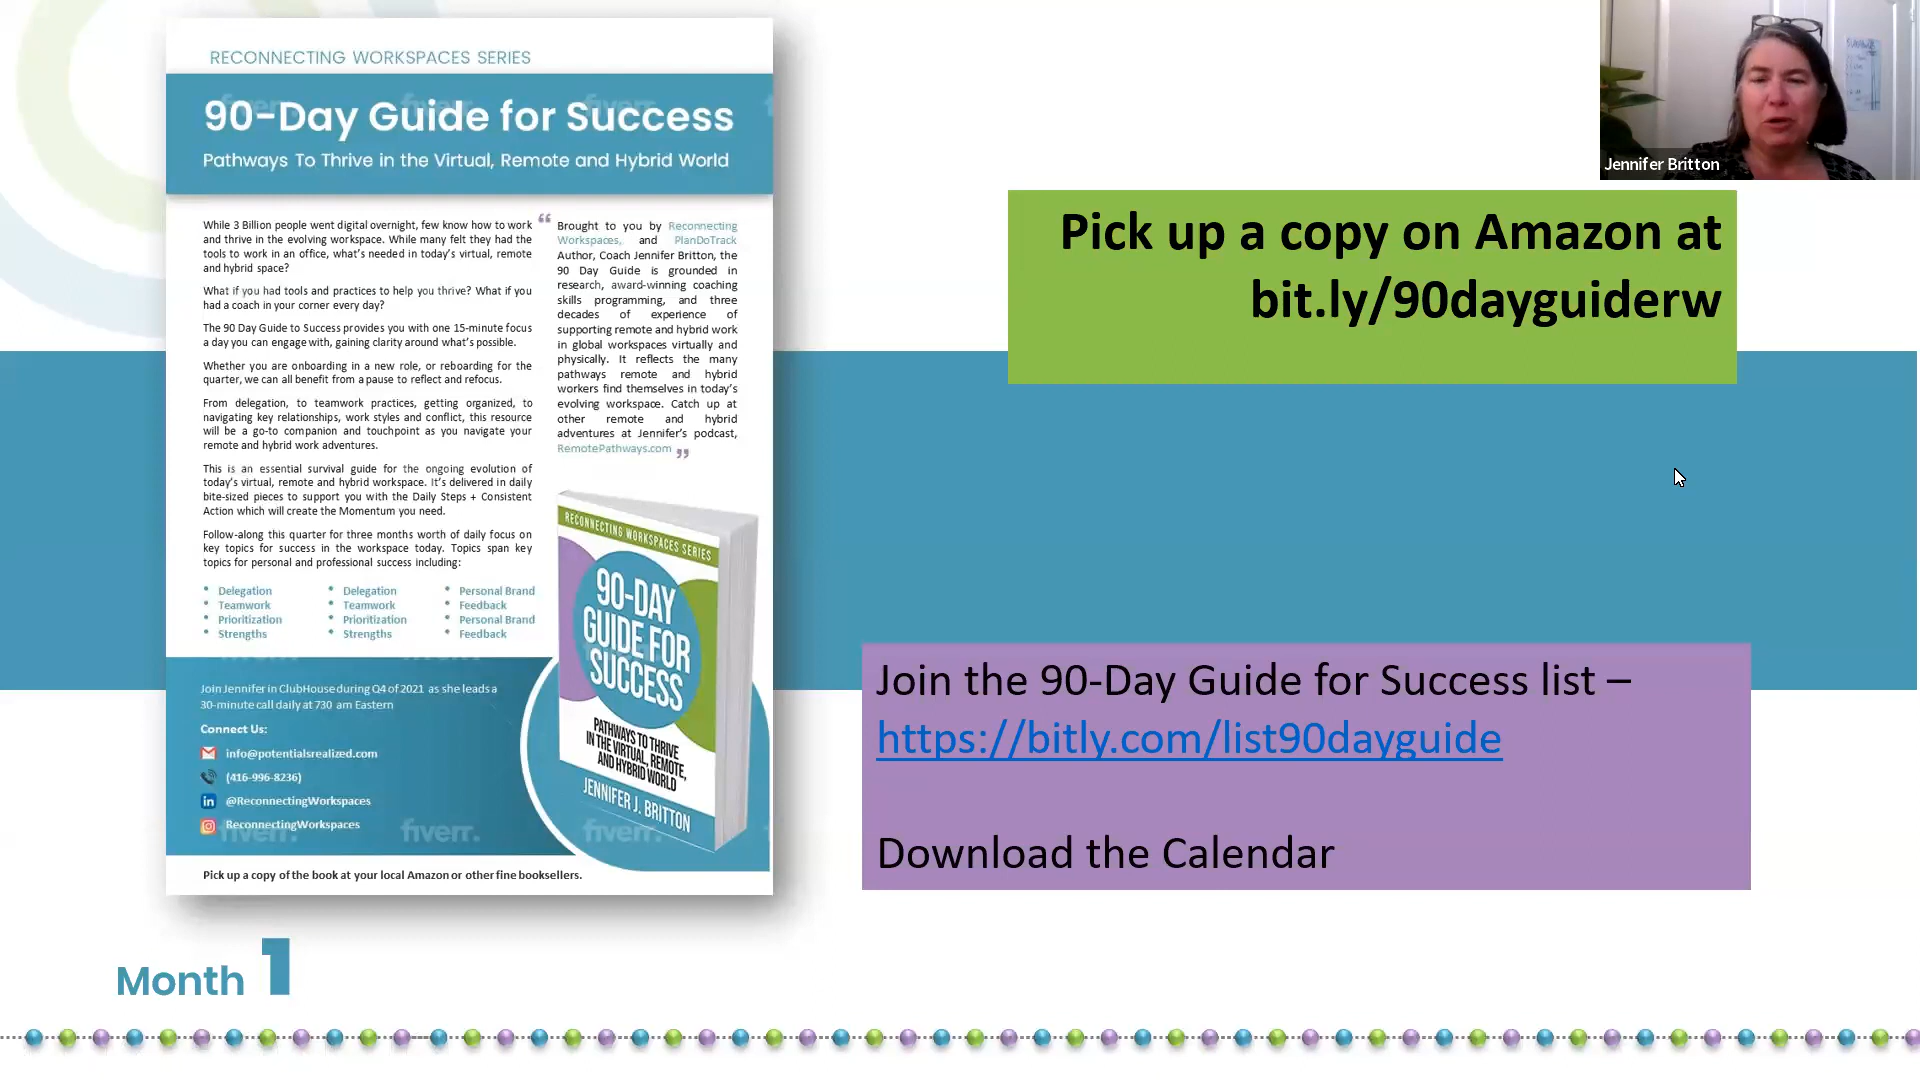 RECONNECTING WORKSPACES SERIES
90-Day Guide for Success
Pathways To Thrive in the Virtual, Remote and Hybrid World
While 3 Billion people went digital overnight, few know how to work
and thrive in the evolving workspace. While many felt they had the
tools to work in an office, what's needed in today's virtual, remote
and hybrid space?
What if you had tools and practices to help you thrive? What if you
had a coach in your corner every day?
The 90 Day Guide to Success provides you with one 15-minute focus
a day you can engage with, gaining clarity around what's possible.
Whether you are onboarding in a new role, or reboarding for the
quarter, we can all benefit from a pause to reflect and refocus.
From delegation, to teamwork practices, getting organized, to
navigating key relationships, work styles and conflict, this resource
will be a go-to companion and touchpoint as you navigate your
remote and hybrid work adventures.
This is an essential survival guide for the ongoing evolution of
today's virtual, remote and hybrid workspace. It's delivered in daily
bite-sized pieces to support you with the Daily Steps + Consistent
Action which will create the Momentum you need.
Follow-along this quarter for three months worth of daily focus on
key topics for success in the workspace today. Topics span key
topics for personal and professional success including:
• Delegation
• Teamwork
• Prioritization
• Strengths
• Delegation
• Teamwork
• Prioritization
• Strengths
• Personal Brand
• Feedback
• Personal Brand
• Feedback
“ Brought to you by Reconnecting
Workspaces, and PlanDoTrack
Author, Coach Jennifer Britton, the
90 Day Guide is grounded in
research, award-winning coaching
skills programming, and three
decades of experience of
supporting remote and hybrid work
in global workspaces virtually and
physically. It reflects the many
pathways remote and hybrid
workers find themselves in today's
evolving workspace. Catch up at
other remote and hybrid
adventures at Jennifer's podcast,
RemotePathways.com ”
RECONNECTING WORKSPACES SERIES
90-DAY
GUIDE FOR
SUCCESS
PATHWAYS TO THRIVE
IN THE VIRTUAL, REMOTE,
AND HYBRID WORLD
JENNIFER J. BRITTON
Join Jennifer in ClubHouse during Q4 of 2021 as she leads a
30-minute call daily at 730 am Eastern
Connect Us:
info@potentialsrealized.com
(416-996-8236)
in @ReconnectingWorkspaces
ReconnectingWorkspaces
fiverr.
fiverr.
Pick up a copy of the book at your local Amazon or other fine booksellers.
Month 1
Jennifer Britton
Pick up a copy on Amazon at
bit.ly/90dayguiderw
Join the 90-Day Guide for Success list –
https://bitly.com/list90dayguide
Download the Calendar